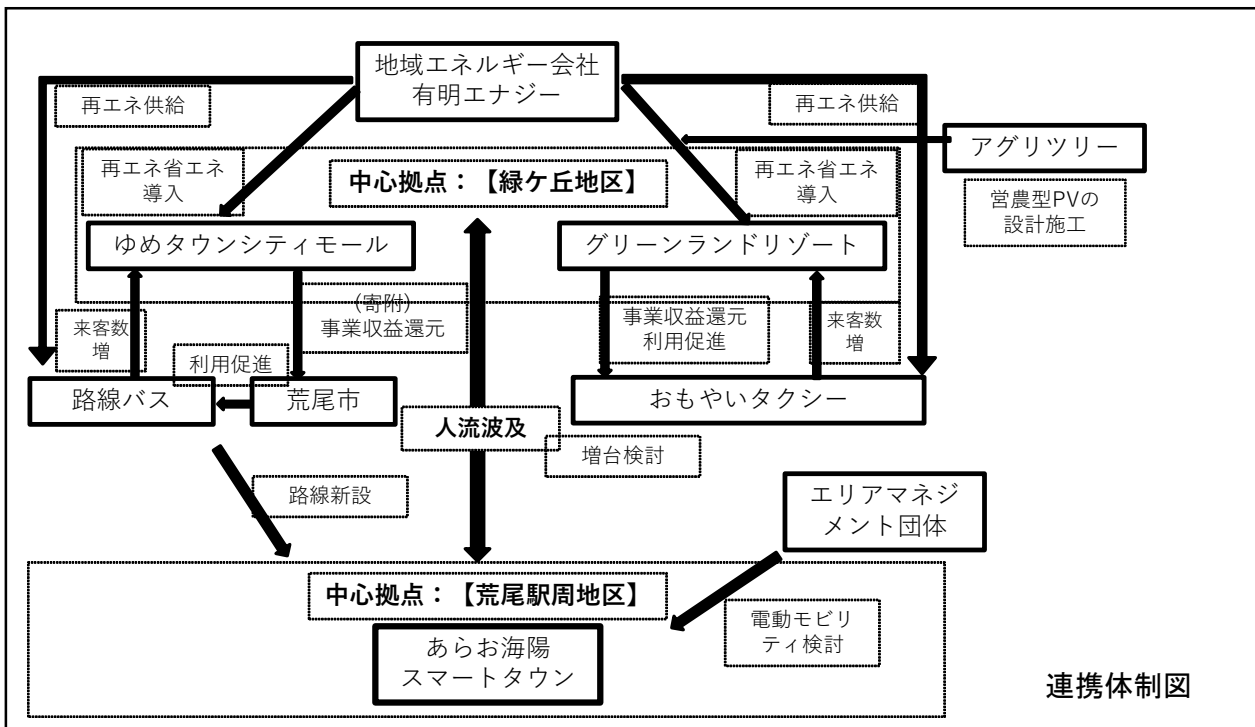 地域エネルギー会社
有明エナジー
再エネ供給
再エネ供給
アグリツリー
営農型PVの
設計施工
再エネ省エネ
導入
中心拠点：【緑ケ丘地区】
再エネ省エネ
導入
ゆめタウンシティモール
グリーンランドリゾート
(寄附)
事業収益還元
事業収益還元
利用促進
来客数
増
来客数
増
利用促進
路線バス
荒尾市
おもやいタクシー
人流波及
増台検討
路線新設
エリアマネジ
メント団体
中心拠点：【荒尾駅周地区】
電動モビリ
ティ検討
あらお海陽
スマートタウン
連携体制図